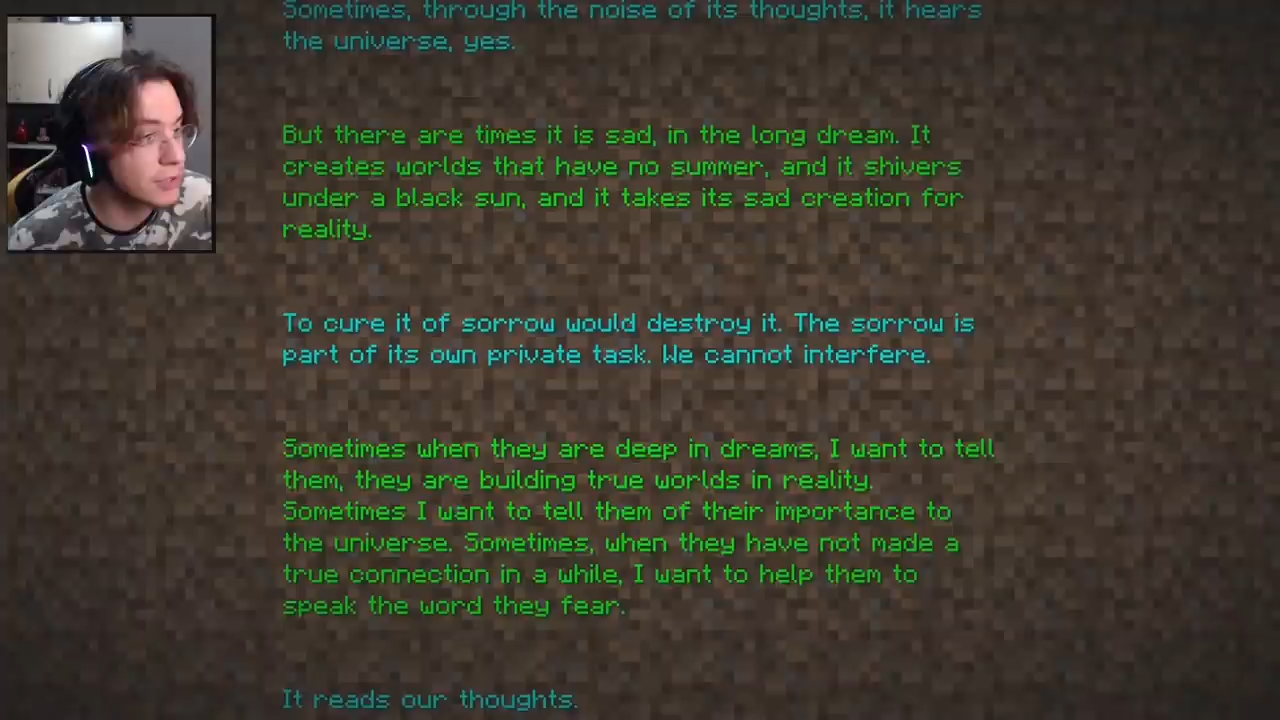 Sometimes, through the noise of its thoughts, it hears
the universe, yes.
But there are times it is sad, in the long dream. It
creates worlds that have no summer, and it shivers
under a black sun, and it takes its sad creation for
reality.
To cure it of sorrow would destroy it. The sorrow is
part of its own private task. We cannot interfere.
Sometimes when they are deep in dreams, I want to tell
them, they are building true worlds in reality.
Sometimes I want to tell them of their importance to
the universe. Sometimes, when they have not made a
true connection in a while, I want to help them to
speak the word they fear.
It reads our thoughts.